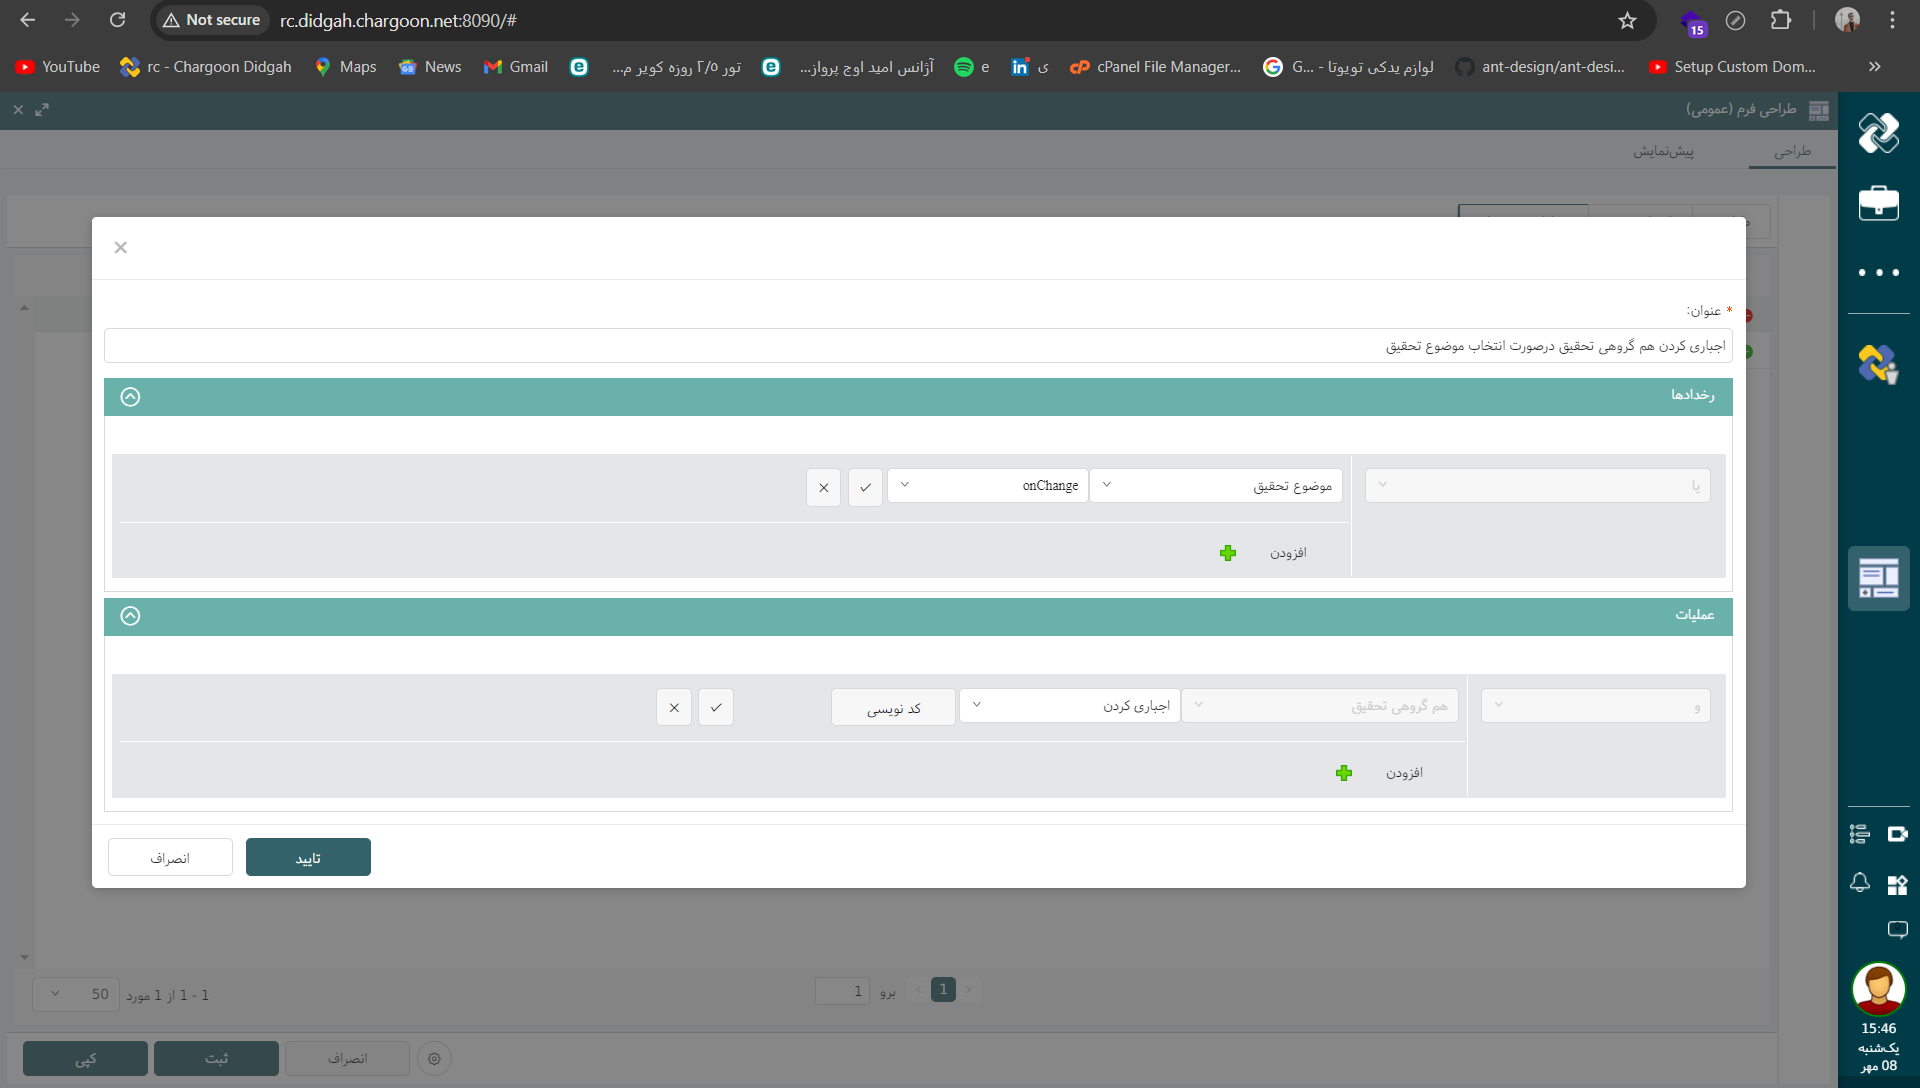 Not secure
rc.didgah.chargoon.net:8090/#
15
YouTube
rc - Chargoon Didgah
Maps
News
Gmail
تور ۲/۵ روزه کویر م...
آژانس امید اوج پرواز...
e
ی
cPanel File Manager...
G... - لوازم یدکی تویوتا
ant-design/ant-desi...
Setup Custom Dom...
طراحی فرم (عمومی)
طراحی
پیش‌نمایش
* عنوان:
اجباری کردن هم گروهی تحقیق درصورت انتخاب موضوع تحقیق
رخدادها
یا
موضوع تحقیق
onChange
افزودن
عملیات
و
هم گروهی تحقیق
اجباری کردن
کد نویسی
افزودن
تایید
انصراف
1
برو
1
1 - 1 از 1 مورد
50
انصراف
ثبت
کپی
15:46
یک‌شنبه
08 مهر